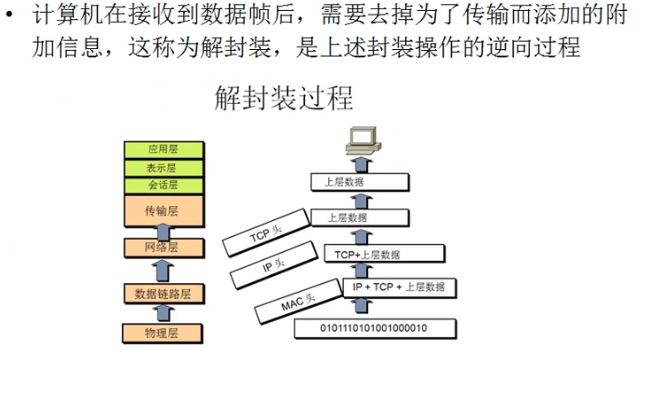 • 计算机在接收到数据帧后，需要去掉为了传输而添加的附
加信息，这称为解封装，是上述封装操作的逆向过程
解封装过程
应用层
表示层
会话层
传输层
网络层
数据链路层
物理层
上层数据
上层数据
TCP 头
TCP+上层数据
IP 头
IP + TCP + 上层数据
MAC 头
0101110101001000010